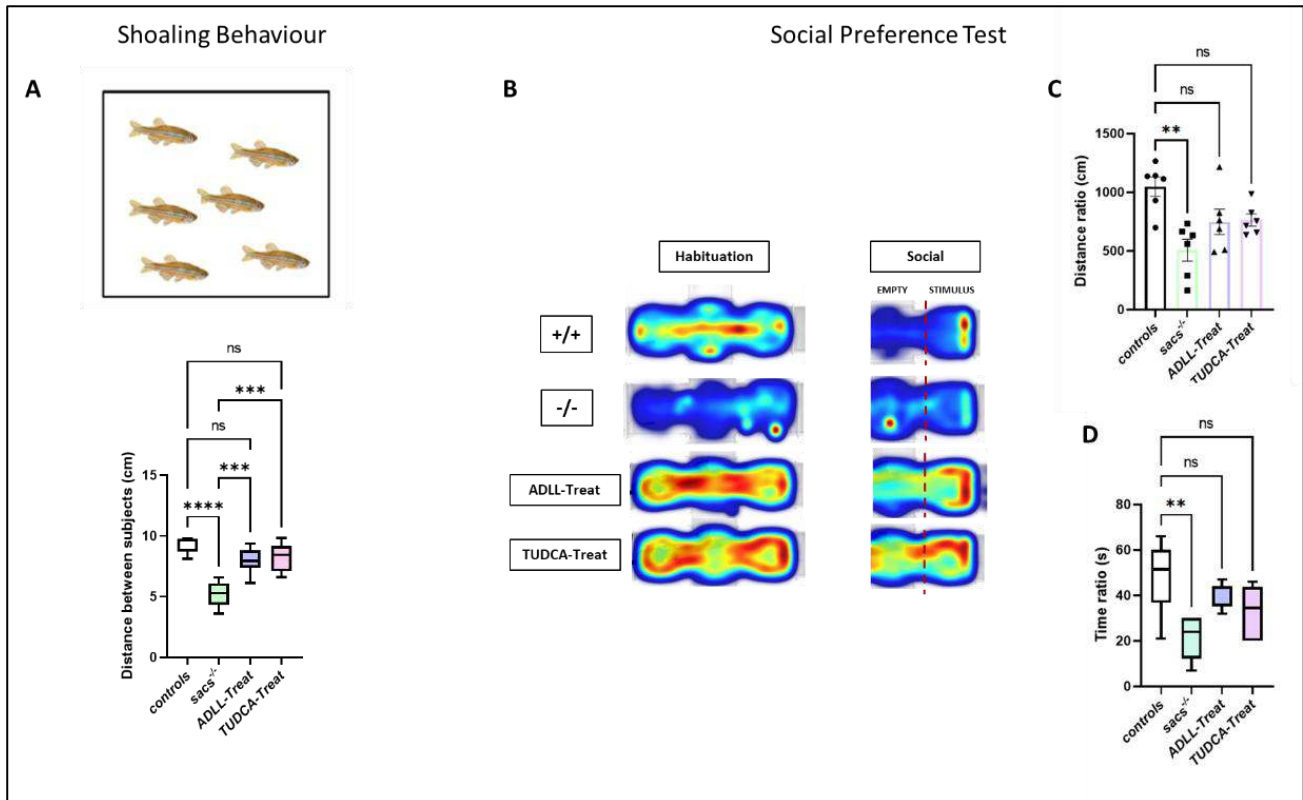 Shoaling Behaviour
Social Preference Test
A
ns
***
ns
***
****
Distance between subjects (cm)
15
10
5
0
controls
sacs-/-
ADLL-Treat
TUDCA-Treat
B
Habituation
Social
EMPTY STIMULUS
+/+
-/-
ADLL-Treat
TUDCA-Treat
C
ns
ns
**
Distance ratio (cm)
1500
1000
500
0
controls
sacs-/-
ADLL-Treat
TUDCA-Treat
D
ns
ns
**
Time ratio (s)
80
60
40
20
0
controls
sacs-/-
ADLL-Treat
TUDCA-Treat